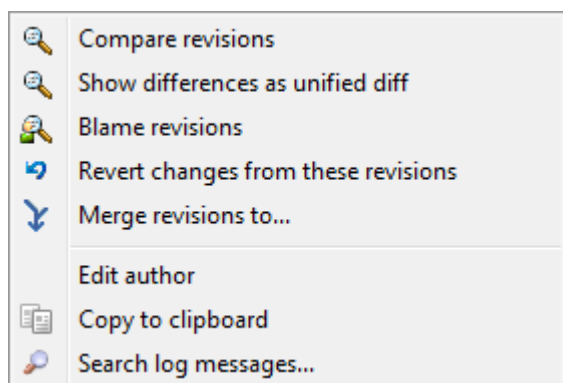 Compare revisions
Show differences as unified diff
Blame revisions
Revert changes from these revisions
Merge revisions to...
Edit author
Copy to clipboard
Search log messages...